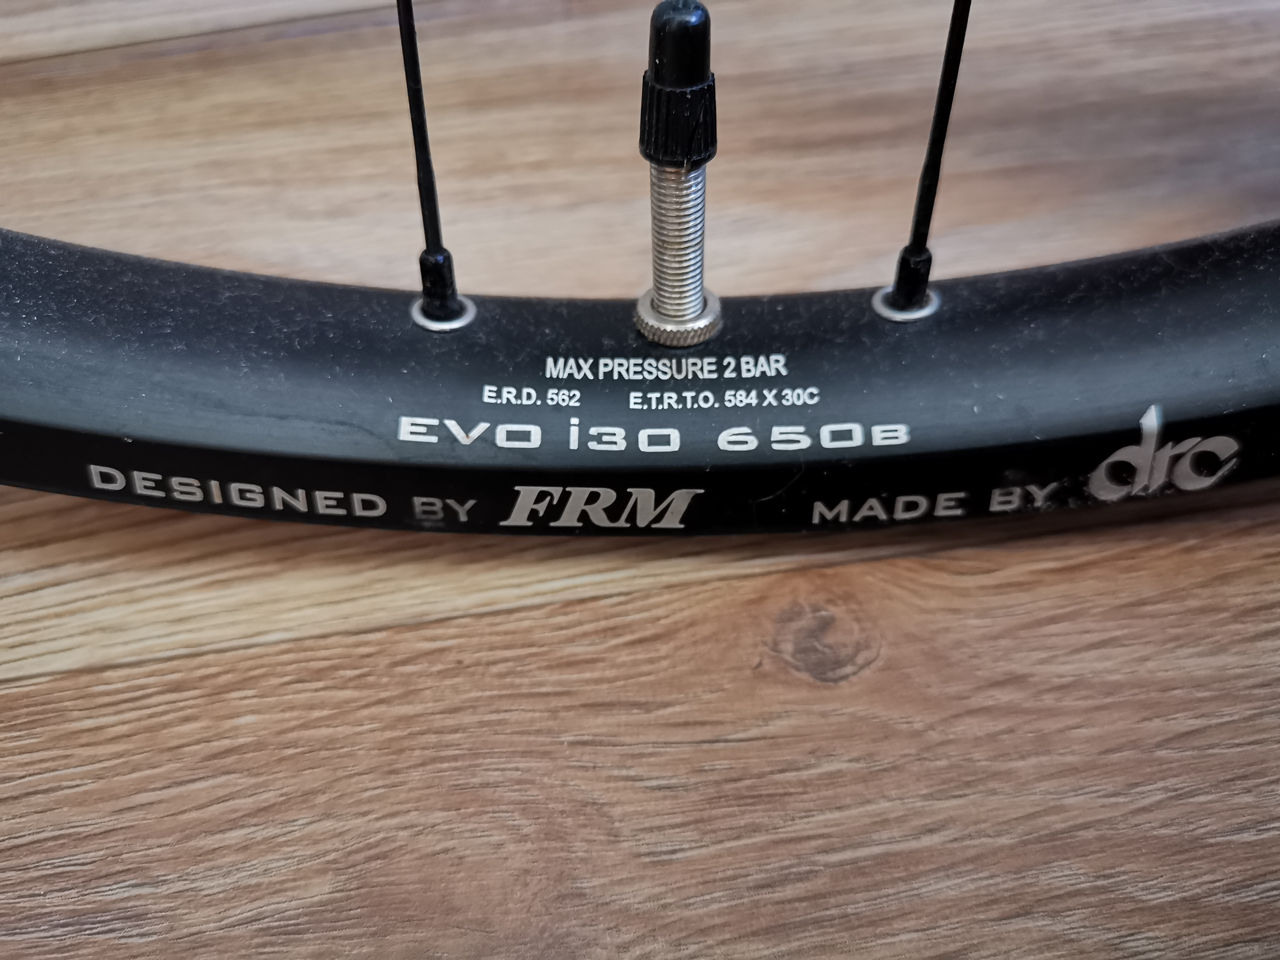 MAX PRESSURE 2 BAR
E.R.D. 562 E.T.R.T.O. 584 X 30C
EVO i30 650B
DESIGNED BY FRM MADE BY drc